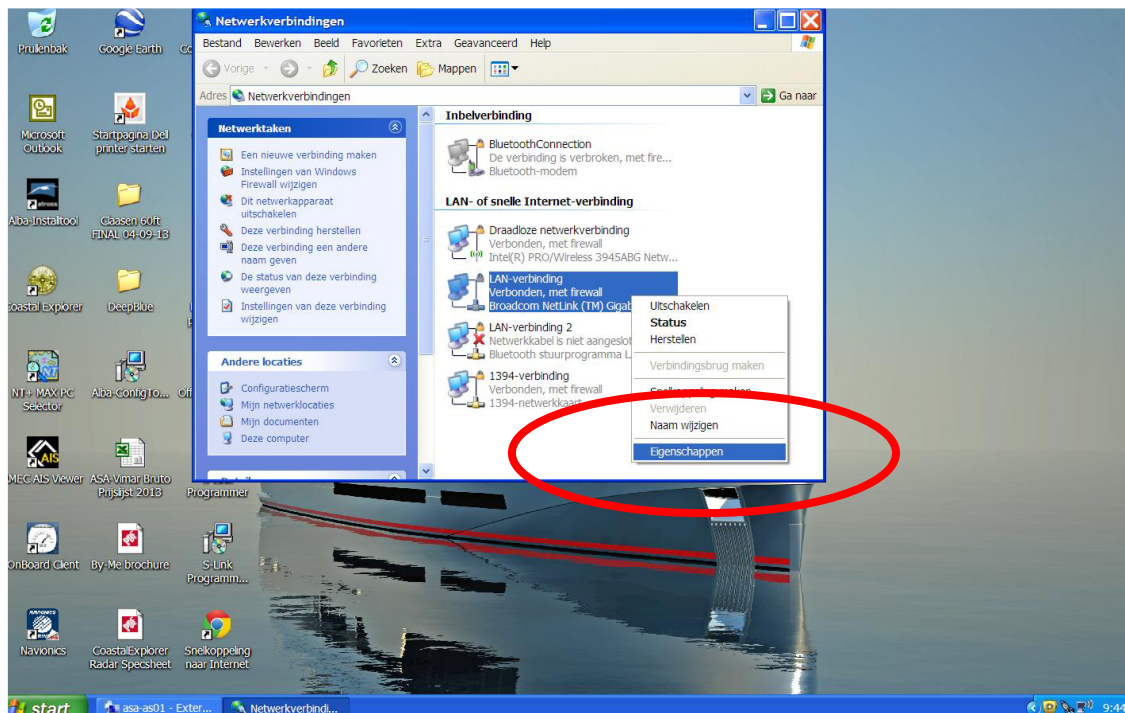 Prullenbak
Google Earth
Microsoft
Outlook
Startpagina Dell
printer starten
Alba-Instaltool
Claasen 60ft
FINAL 04-09-13
Coastal Explorer
DeepBlue
NT+ MAX PC
Selector
Alba-ConfigTo...
MEC AIS Viewer
AIS
ASA-Vimar Bruto
Prijslijst 2013
Programmer
OnBoard Client
By-Me brochure
S-Link
Programm...
Navionics
CoastalExplorer
Radar Specsheet
Snelkoppeling
naar Internet
Netwerkverbindingen
Bestand Bewerken Beeld Favorieten Extra Geavanceerd Help
Vorige Zoeken Mappen
Adres Netwerkverbindingen Ga naar
Netwerktaken
Een nieuwe verbinding maken
Instellingen van Windows
Firewall wijzigen
Dit netwerkapparaat
uitschakelen
Deze verbinding herstellen
Deze verbinding een andere
naam geven
De status van deze verbinding
weergeven
Instellingen van deze verbinding
wijzigen
Andere locaties
Configuratiescherm
Mijn netwerklocaties
Mijn documenten
Deze computer
Inbelverbinding
BluetoothConnection
De verbinding is verbroken, met fire...
Bluetooth-modem
LAN- of snelle Internet-verbinding
Draadloze netwerkverbinding
Verbonden, met firewall
Intel(R) PRO/Wireless 3945ABG Netw...
LAN-verbinding
Verbonden, met firewall
Broadcom NetLink (TM) Gigab
LAN-verbinding 2
Netwerkkabel is niet aangeslot
Bluetooth stuurprogramma L
1394-verbinding
Verbonden, met firewall
1394-netwerkkaart
Uitschakelen
Status
Herstellen
Verbindingsbrug maken
Snelkoppeling maken
Verwijderen
Naam wijzigen
Eigenschappen
start
asa-as01 - Exter...
Netwerkverbindi...
9:44